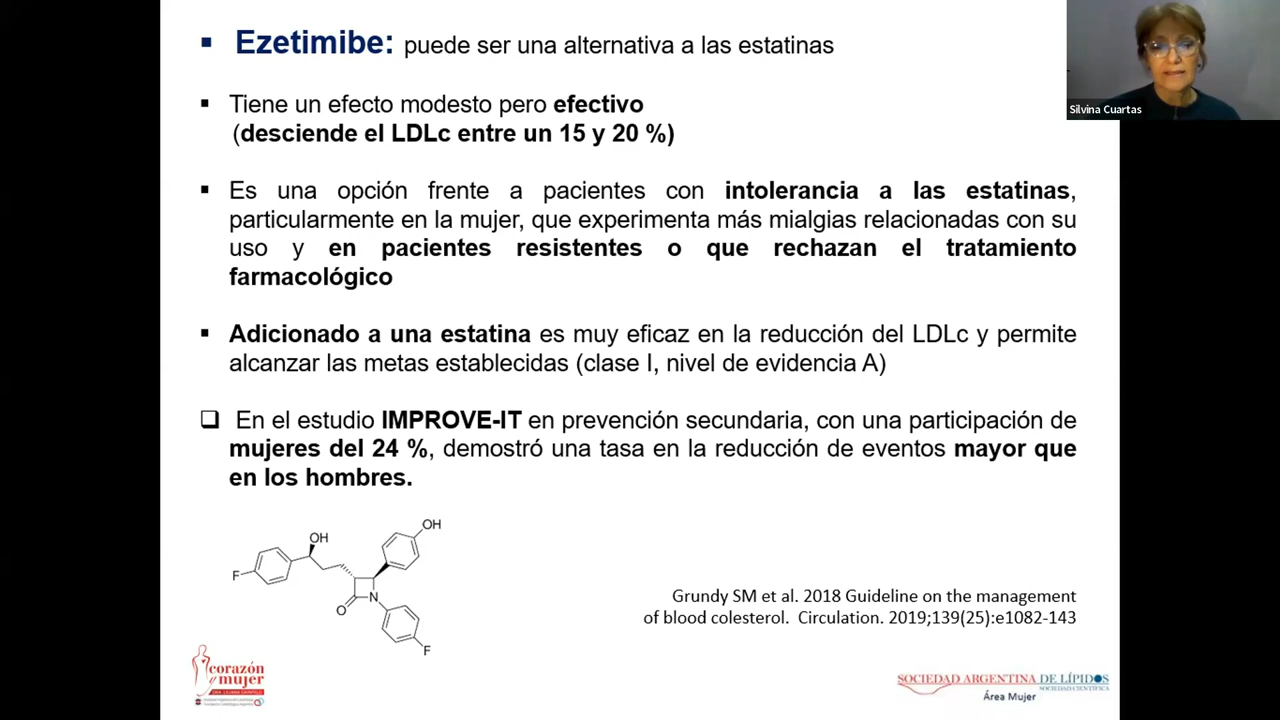 Ezetimibe: puede ser una alternativa a las estatinas
Tiene un efecto modesto pero efectivo
(desciende el LDLc entre un 15 y 20 %)
Es una opción frente a pacientes con intolerancia a las estatinas,
particularmente en la mujer, que experimenta más mialgias relacionadas con su
uso y en pacientes resistentes o que rechazan el tratamiento
farmacológico
Adicionado a una estatina es muy eficaz en la reducción del LDLc y permite
alcanzar las metas establecidas (clase I, nivel de evidencia A)
En el estudio IMPROVE-IT en prevención secundaria, con una participación de
mujeres del 24 %, demostró una tasa en la reducción de eventos mayor que
en los hombres.
OH
OH
F
O
N
F
Grundy SM et al. 2018 Guideline on the management
of blood colesterol. Circulation. 2019;139(25):e1082-143
corazón
y mujer
SOCIEDAD ARGENTINA DE LÍPIDOS
SOCIEDAD CIENTÍFICA
Área Mujer
Silvina Cuartas